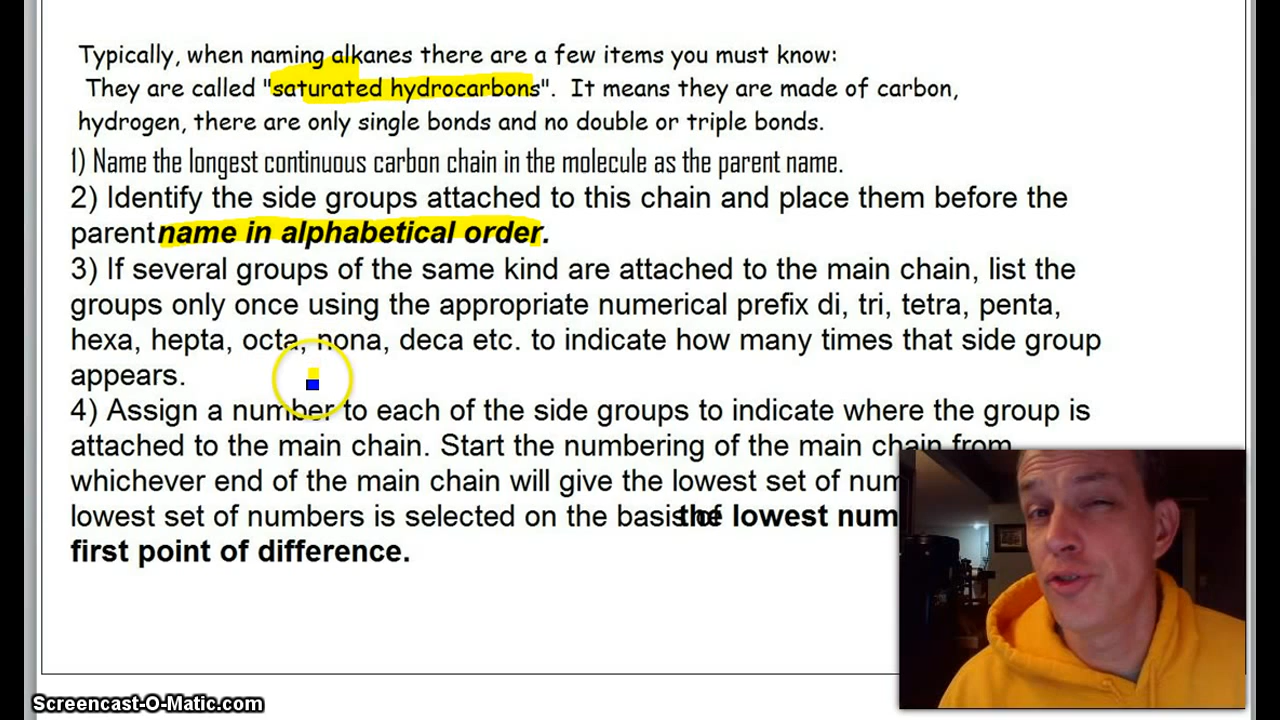 Typically, when naming alkanes there are a few items you must know:
They are called "saturated hydrocarbons". It means they are made of carbon,
hydrogen, there are only single bonds and no double or triple bonds.
1) Name the longest continuous carbon chain in the molecule as the parent name.
2) Identify the side groups attached to this chain and place them before the
parent name in alphabetical order.
3) If several groups of the same kind are attached to the main chain, list the
groups only once using the appropriate numerical prefix di, tri, tetra, penta,
hexa, hepta, octa, nona, deca etc. to indicate how many times that side group
appears.
4) Assign a number to each of the side groups to indicate where the group is
attached to the main chain. Start the numbering of the main chain from
whichever end of the main chain will give the lowest set of
lowest set of numbers is selected on the basis of the lowest
first point of difference.
Screencast-O-Matic.com